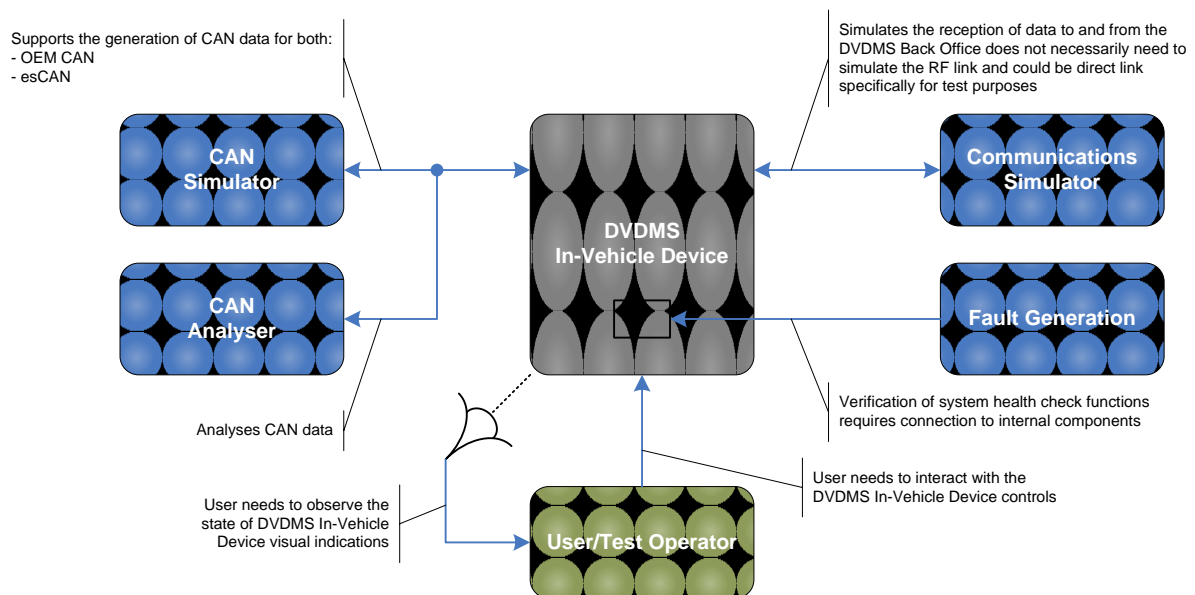 Supports the generation of CAN data for both:
- OEM CAN
- esCAN
Simulates the reception of data to and from the
DVDMS Back Office does not necessarily need to
simulate the RF link and could be direct link
specifically for test purposes
CAN
Simulator
DVDMS
In-Vehicle Device
Communications
Simulator
CAN
Analyser
Fault Generation
Analyses CAN data
Verification of system health check functions
requires connection to internal components
User needs to observe the
state of DVDMS In-Vehicle
Device visual indications
User needs to interact with the
DVDMS In-Vehicle Device controls
User/Test Operator